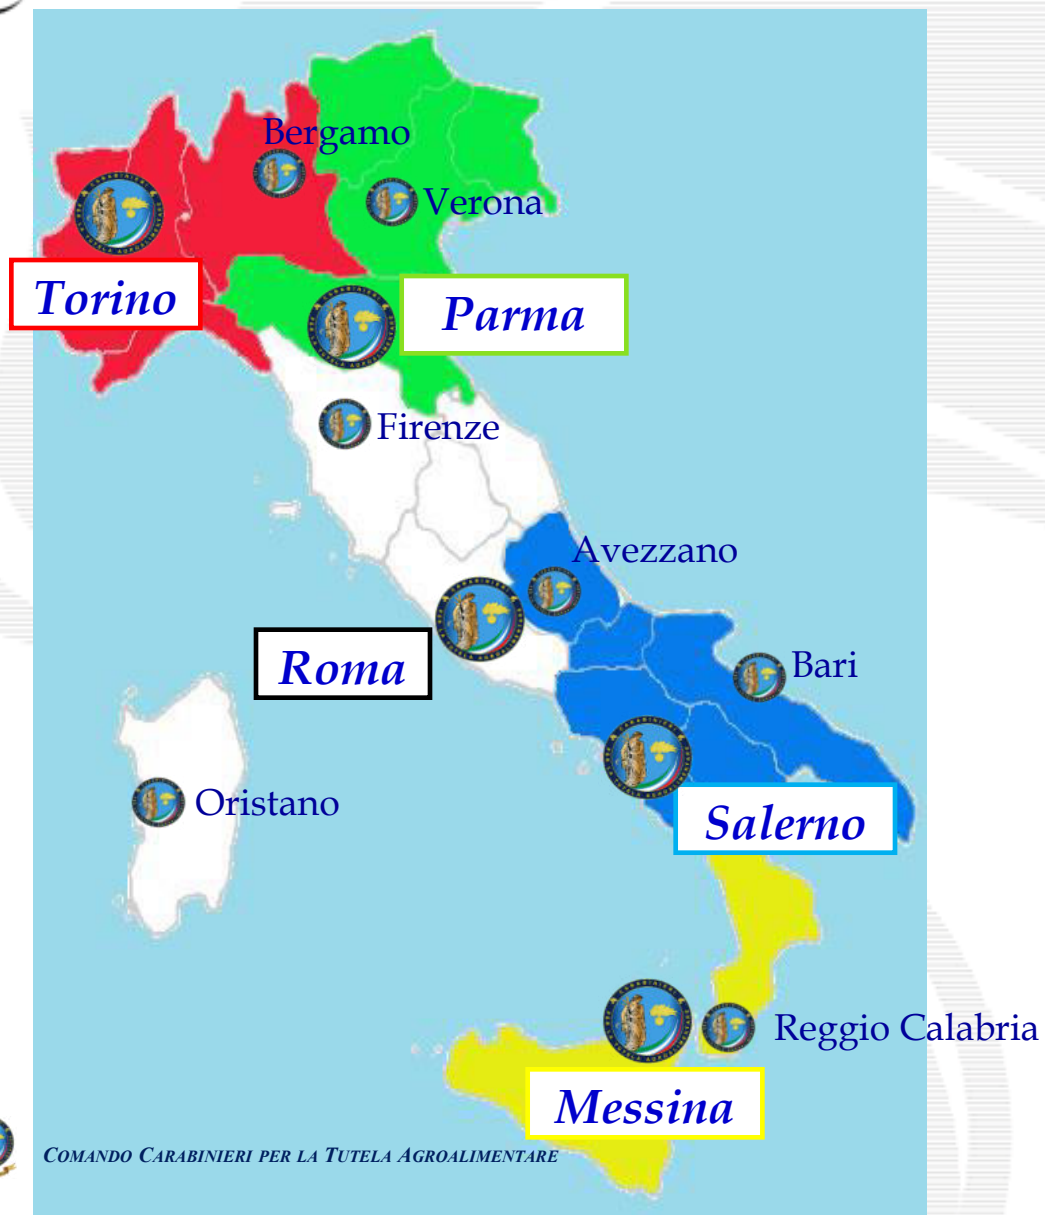 Bergamo
Verona
Torino
Parma
Firenze
Avezzano
Roma
Bari
Oristano
Salerno
Reggio Calabria
Messina
COMANDO CARABINIERI PER LA TUTELA AGROALIMENTARE